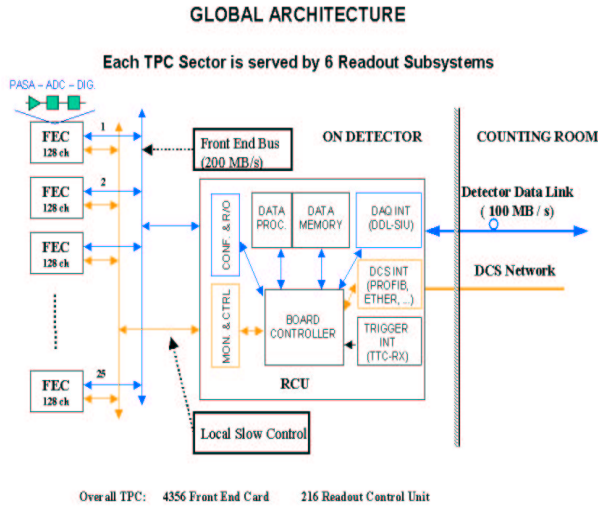 GLOBAL ARCHITECTURE
Each TPC Sector is served by 6 Readout Subsystems
PASA – ADC – DIG.
FEC
128 ch
1
FEC
128 ch
2
FEC
128 ch
FEC
128 ch
25
Front End Bus
(200 MB/s)
ON DETECTOR
COUNTING ROOM
CONF. & R/O
DATA
PROC.
DATA
MEMORY
DAQ INT
(DDL-SIU)
Detector Data Link
( 100 MB / s)
MON. & CTRL
BOARD
CONTROLLER
DCS INT
(PROFIB,
ETHER, ...)
DCS Network
TRIGGER
INT
(TTC-RX)
RCU
Local Slow Control
Overall TPC: 4356 Front End Card 216 Readout Control Unit